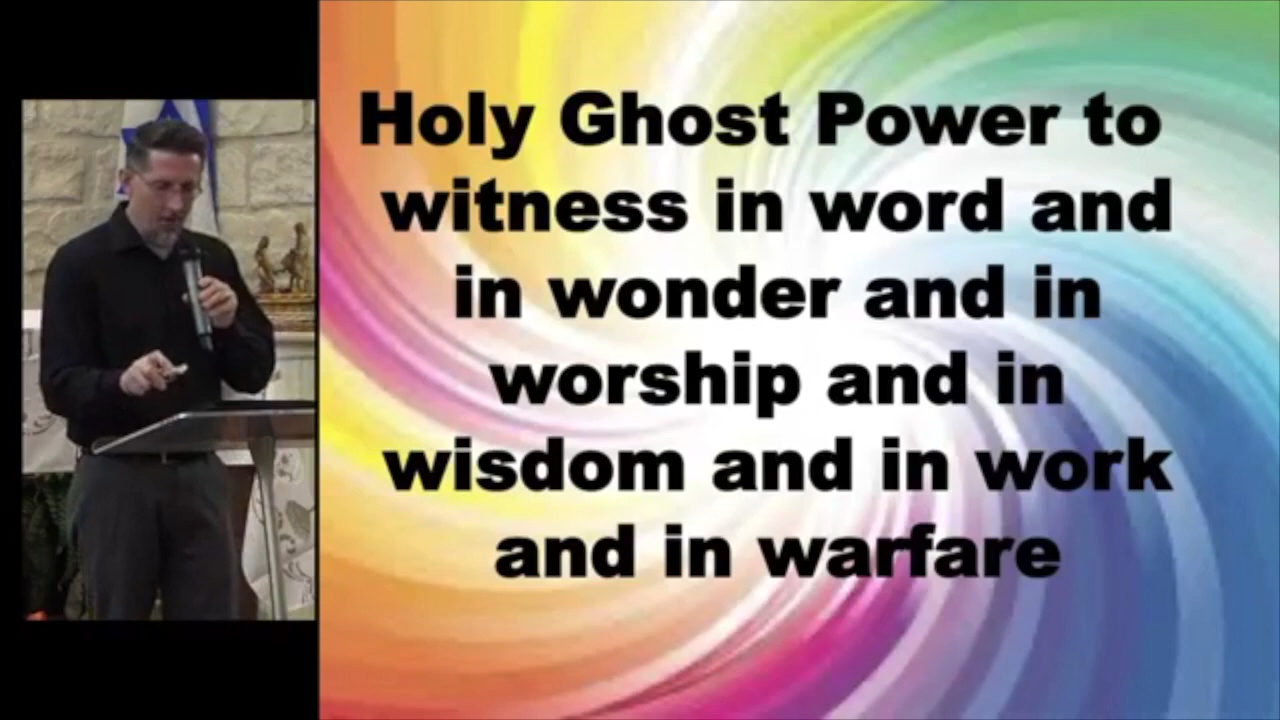 Holy Ghost Power to
witness in word and
in wonder and in
worship and in
wisdom and in work
and in warfare